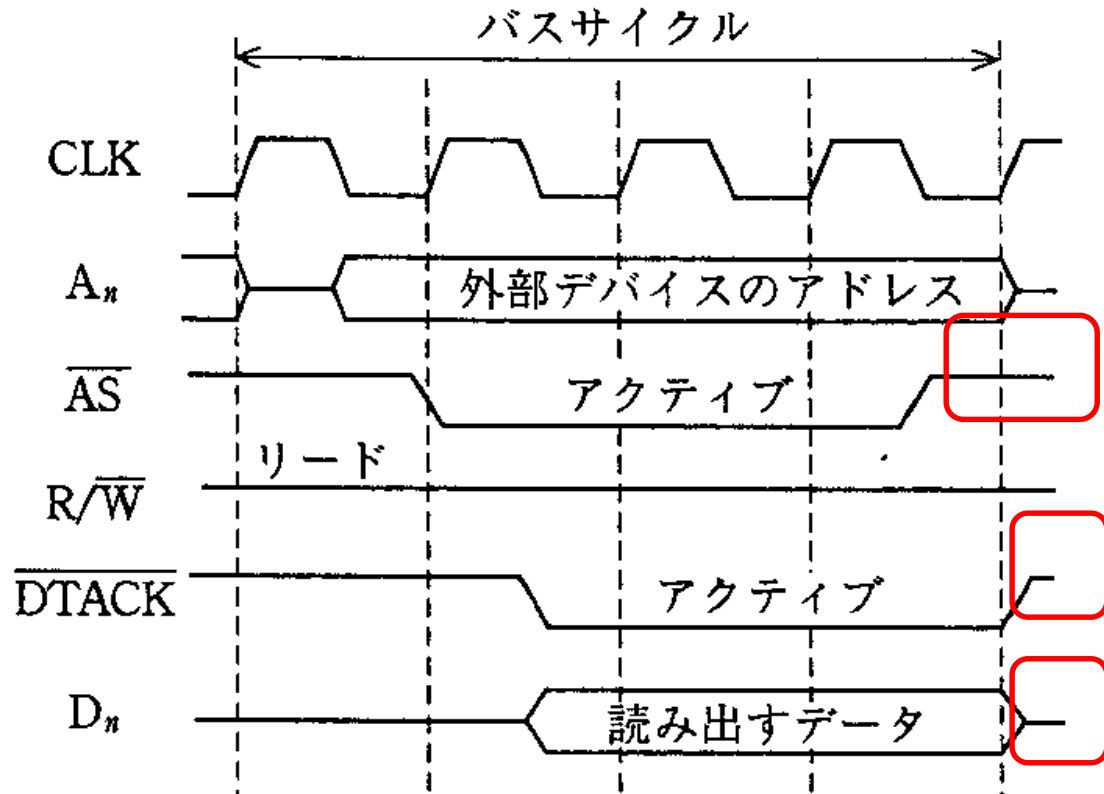 バスサイクル
CLK
Aₙ 外部デバイスのアドレス
A̅S̅ アクティブ
リード
R/W̅
D̅T̅A̅C̅K̅ アクティブ
Dₙ 読み出すデータ